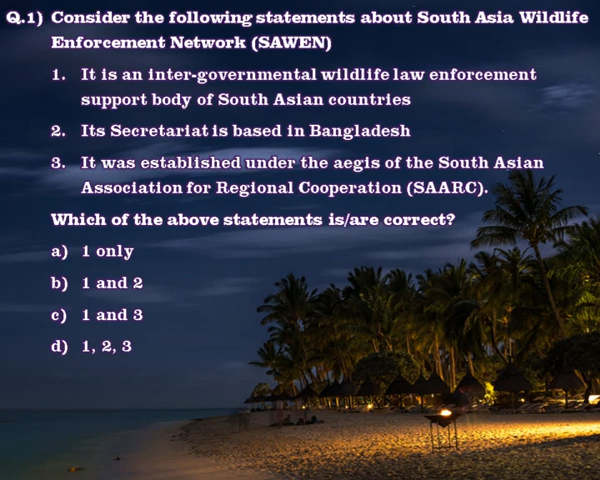 Q.1) Consider the following statements about South Asia Wildlife
Enforcement Network (SAWEN)
1. It is an inter-governmental wildlife law enforcement
support body of South Asian countries
2. Its Secretariat is based in Bangladesh
3. It was established under the aegis of the South Asian
Association for Regional Cooperation (SAARC).
Which of the above statements is/are correct?
a) 1 only
b) 1 and 2
c) 1 and 3
d) 1, 2, 3